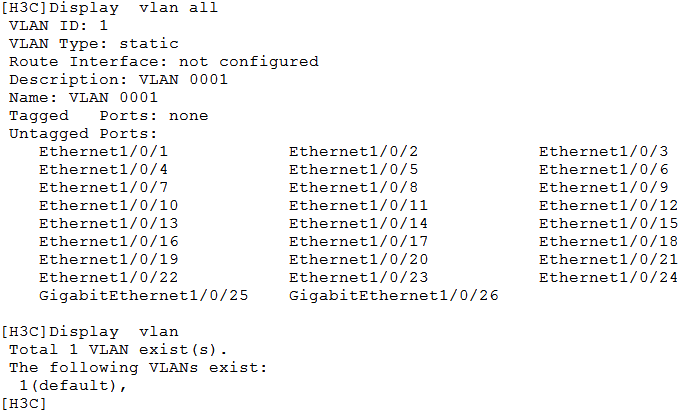 [H3C]Display  vlan all
 VLAN ID: 1
 VLAN Type: static
 Route Interface: not configured
 Description: VLAN 0001
 Name: VLAN 0001
 Tagged   Ports: none
 Untagged Ports:
    Ethernet1/0/1            Ethernet1/0/2            Ethernet1/0/3
    Ethernet1/0/4            Ethernet1/0/5            Ethernet1/0/6
    Ethernet1/0/7            Ethernet1/0/8            Ethernet1/0/9
    Ethernet1/0/10           Ethernet1/0/11           Ethernet1/0/12
    Ethernet1/0/13           Ethernet1/0/14           Ethernet1/0/15
    Ethernet1/0/16           Ethernet1/0/17           Ethernet1/0/18
    Ethernet1/0/19           Ethernet1/0/20           Ethernet1/0/21
    Ethernet1/0/22           Ethernet1/0/23           Ethernet1/0/24
    GigabitEthernet1/0/25    GigabitEthernet1/0/26

[H3C]Display  vlan
 Total 1 VLAN exist(s).
 The following VLANs exist:
  1(default),
[H3C]